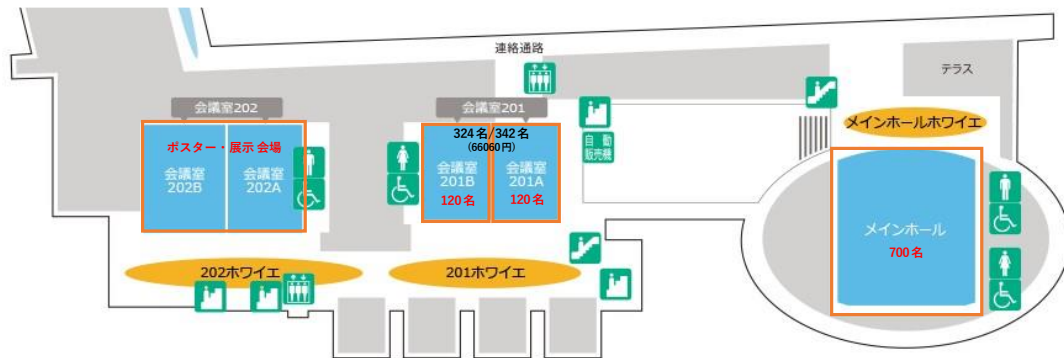 連絡通路
テラス
会議室202
会議室201
メインホールホワイエ
324名/342名
(66060円)
自動
販売機
ポスター・展示会場
会議室
202B
会議室
202A
会議室
201B
会議室
201A
120名
120名
メインホール
700名
202ホワイエ
201ホワイエ